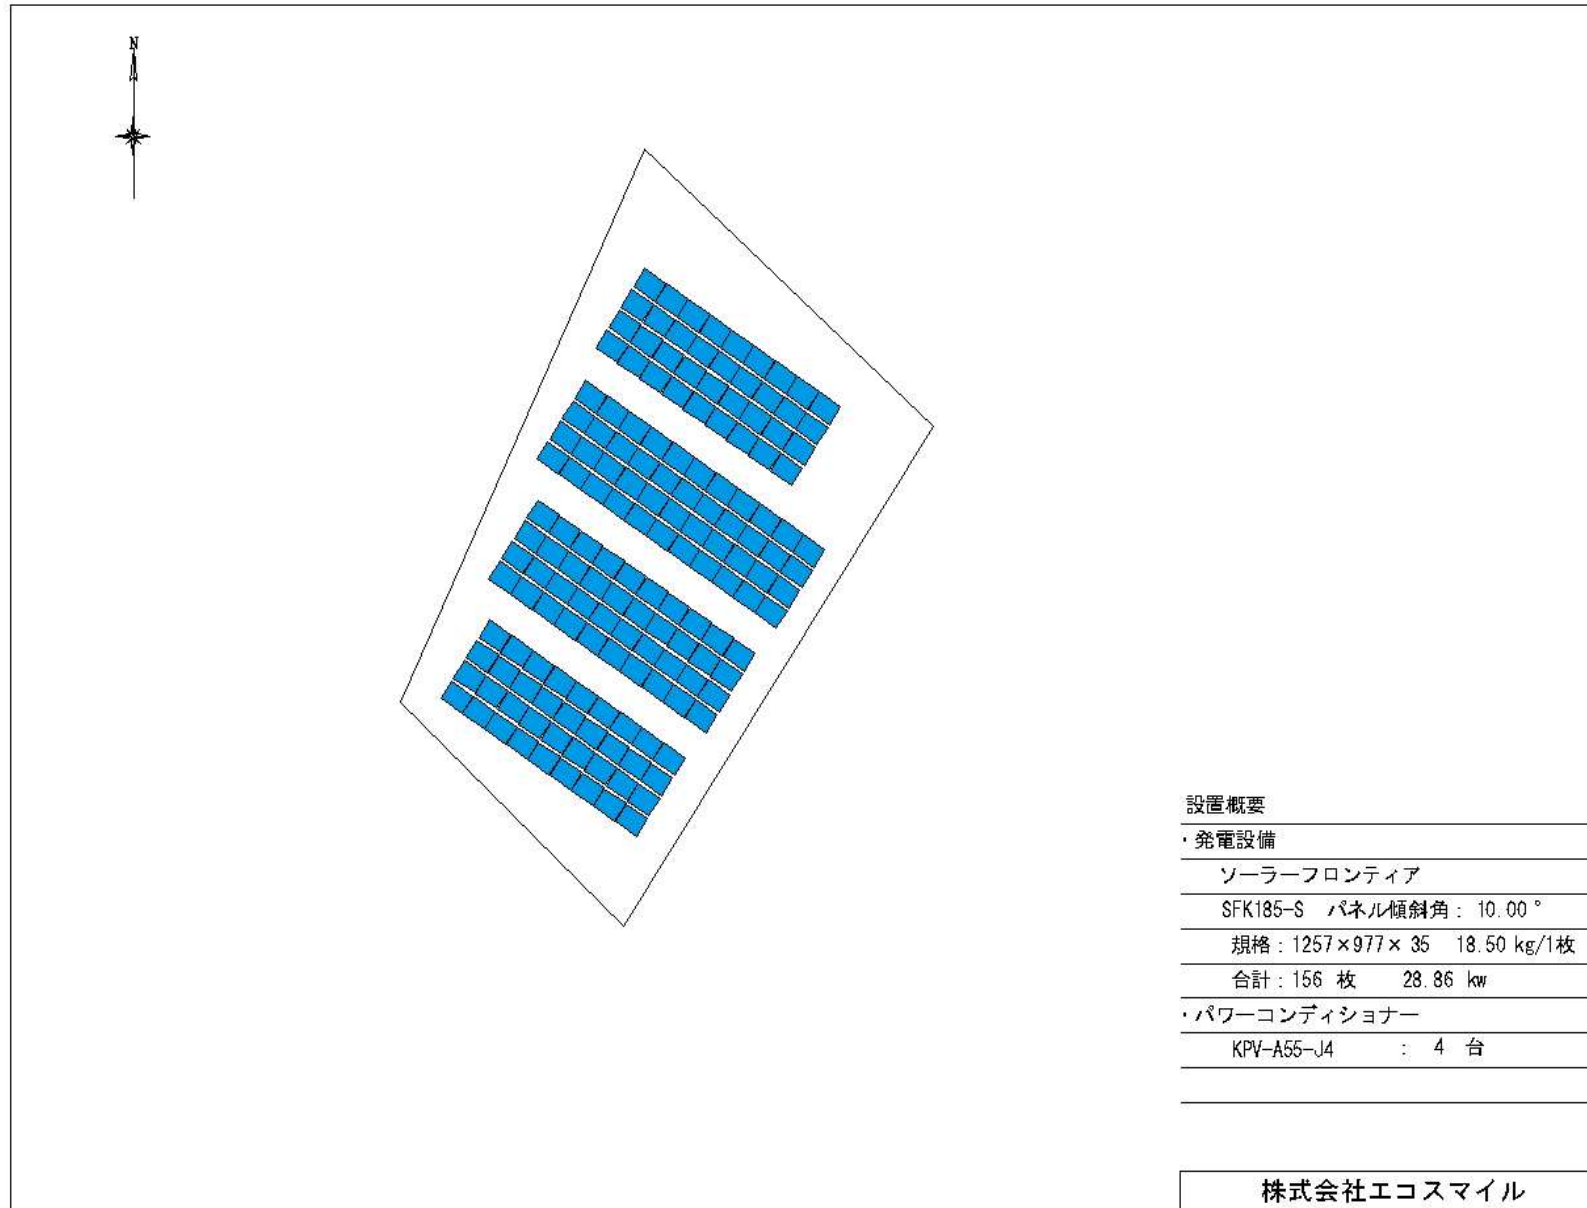 N
設置概要
・発電設備
ソーラーフロンティア
SFK185-S パネル傾斜角: 10.00°
規格:1257×977× 35 18.50 kg/1枚
合計:156 枚 28.86 kw
・パワーコンディショナー
KPV-A55-J4 : 4 台
株式会社エコスマイル